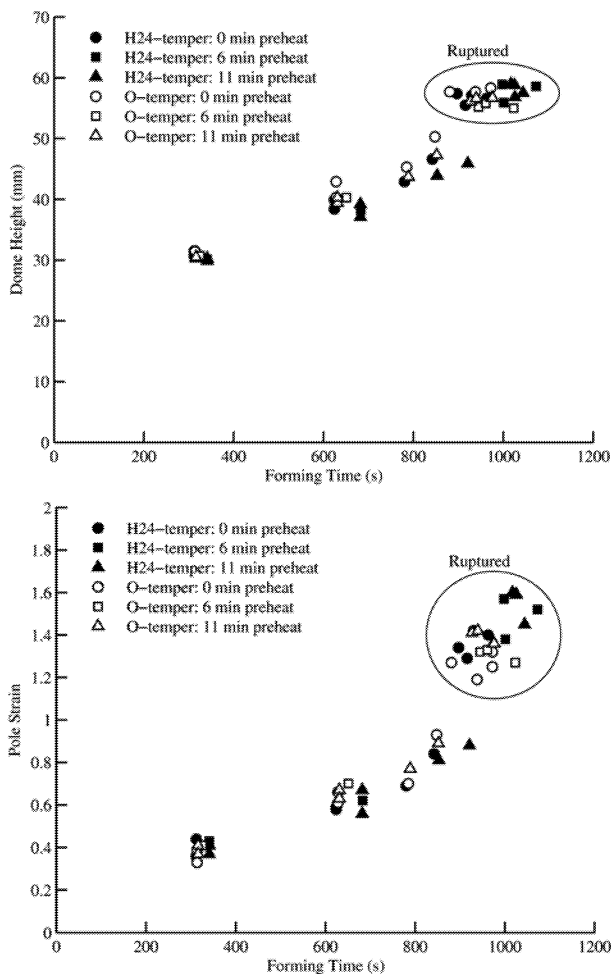 H24−temper: 0 min preheat
H24−temper: 6 min preheat
H24−temper: 11 min preheat
O−temper: 0 min preheat
O−temper: 6 min preheat
O−temper: 11 min preheat
Ruptured
70
60
50
40
30
20
10
0
Dome Height (mm)
0 200 400 600 800 1000 1200
Forming Time (s)
H24−temper: 0 min preheat
H24−temper: 6 min preheat
H24−temper: 11 min preheat
O−temper: 0 min preheat
O−temper: 6 min preheat
O−temper: 11 min preheat
Ruptured
2
1.8
1.6
1.4
1.2
1
0.8
0.6
0.4
0.2
0
Pole Strain
0 200 400 600 800 1000 1200
Forming Time (s)